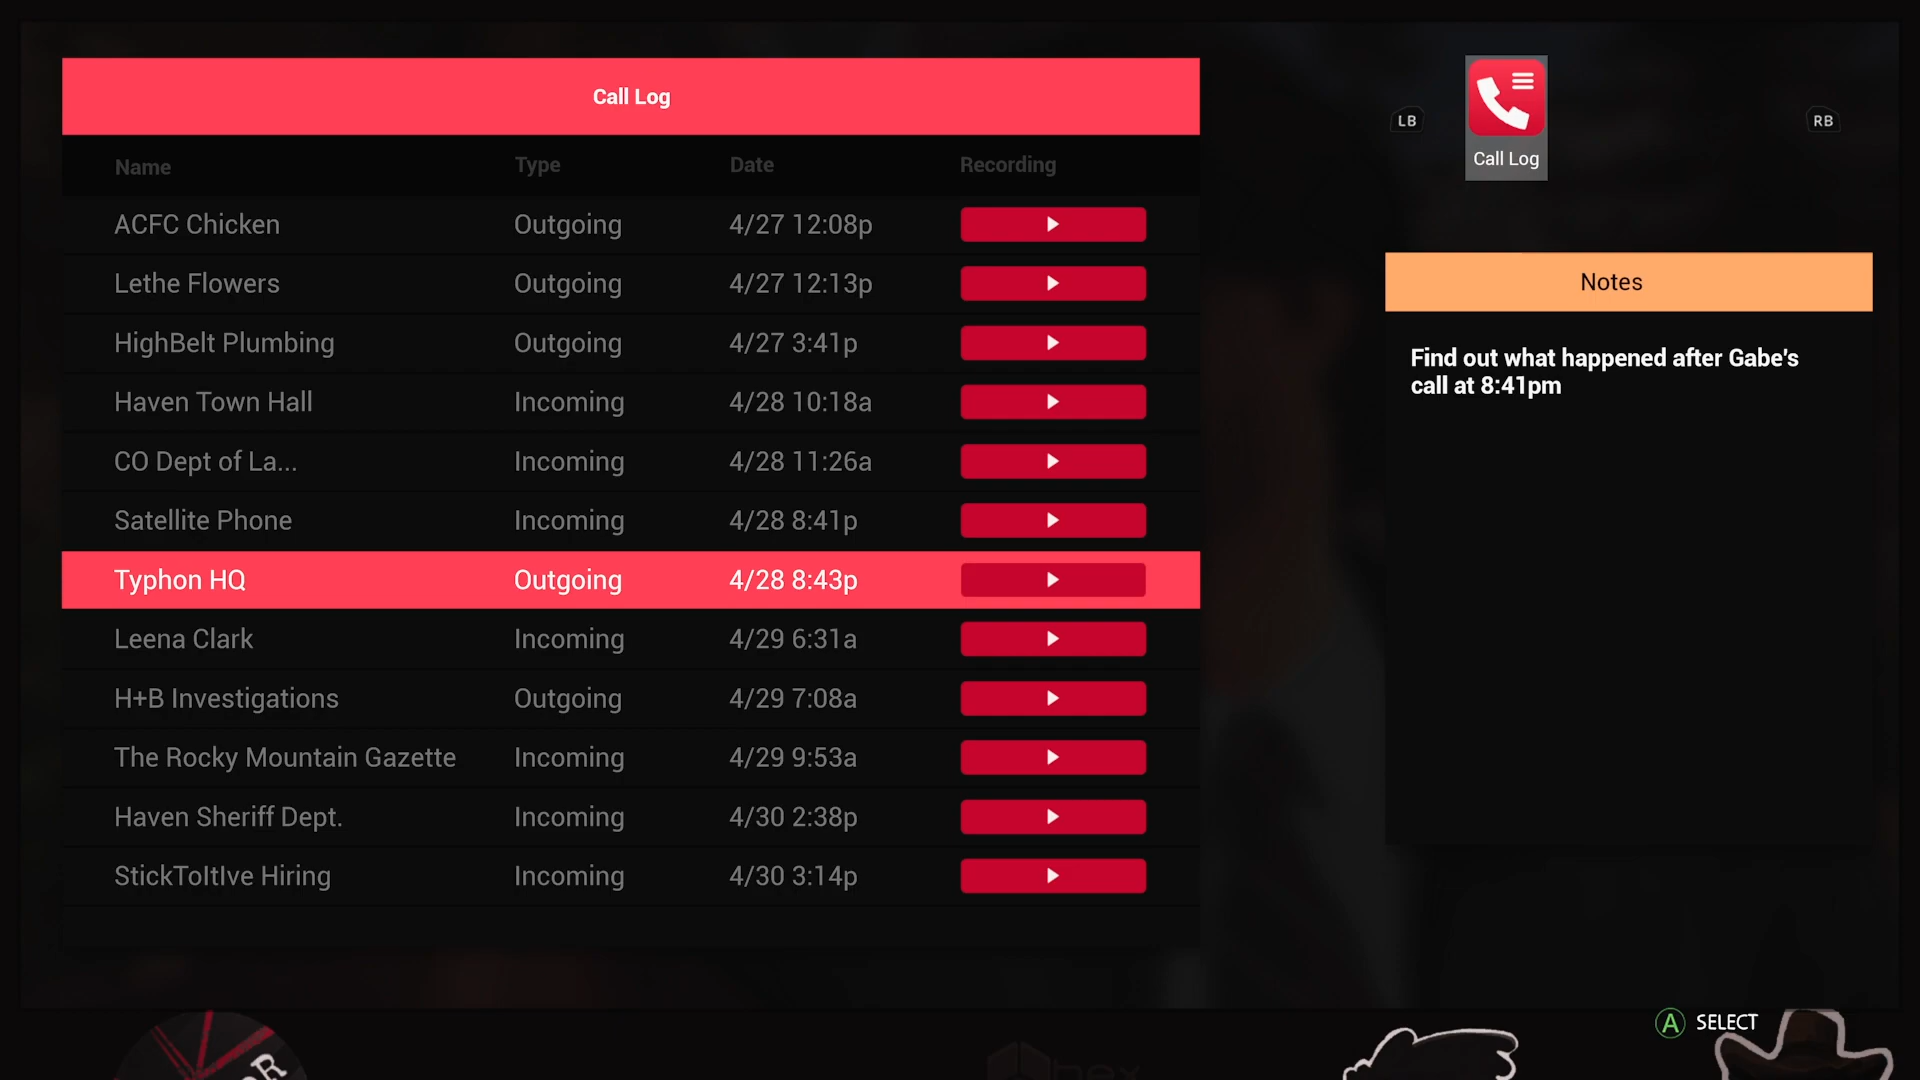 Call Log
Name Type Date Recording
ACFC Chicken Outgoing 4/27 12:08p
Lethe Flowers Outgoing 4/27 12:13p
HighBelt Plumbing Outgoing 4/27 3:41p
Haven Town Hall Incoming 4/28 10:18a
CO Dept of La... Incoming 4/28 11:26a
Satellite Phone Incoming 4/28 8:41p
Typhon HQ Outgoing 4/28 8:43p
Leena Clark Incoming 4/29 6:31a
H+B Investigations Outgoing 4/29 7:08a
The Rocky Mountain Gazette Incoming 4/29 9:53a
Haven Sheriff Dept. Incoming 4/30 2:38p
StickToItIve Hiring Incoming 4/30 3:14p
LB
Call Log
RB
Notes
Find out what happened after Gabe's
call at 8:41pm
A SELECT
hex